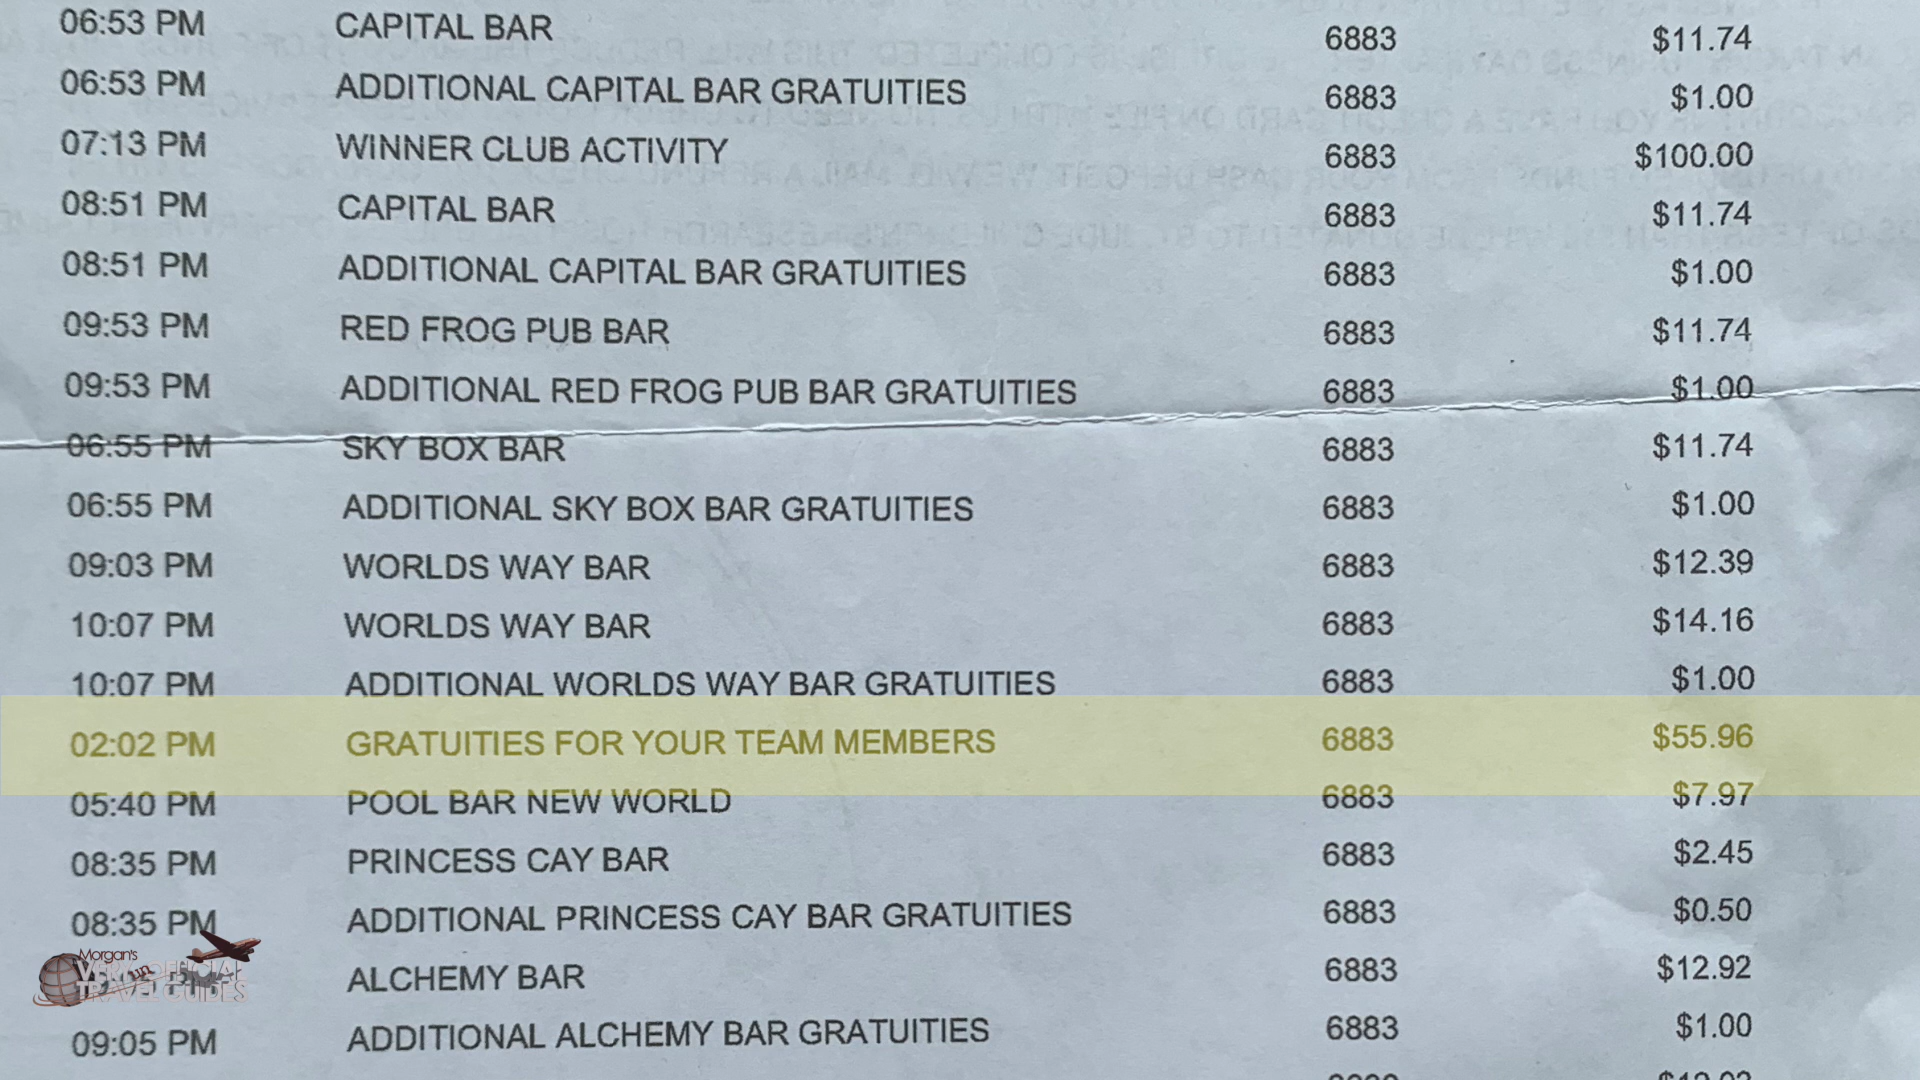 06:53 PM CAPITAL BAR 6883 $11.74
06:53 PM ADDITIONAL CAPITAL BAR GRATUITIES 6883 $1.00
07:13 PM WINNER CLUB ACTIVITY 6883 $100.00
08:51 PM CAPITAL BAR 6883 $11.74
08:51 PM ADDITIONAL CAPITAL BAR GRATUITIES 6883 $1.00
09:53 PM RED FROG PUB BAR 6883 $11.74
09:53 PM ADDITIONAL RED FROG PUB BAR GRATUITIES 6883 $1.00
06:55 PM SKY BOX BAR 6883 $11.74
06:55 PM ADDITIONAL SKY BOX BAR GRATUITIES 6883 $1.00
09:03 PM WORLDS WAY BAR 6883 $12.39
10:07 PM WORLDS WAY BAR 6883 $14.16
10:07 PM ADDITIONAL WORLDS WAY BAR GRATUITIES 6883 $1.00
02:02 PM GRATUITIES FOR YOUR TEAM MEMBERS 6883 $55.96
05:40 PM POOL BAR NEW WORLD 6883 $7.97
08:35 PM PRINCESS CAY BAR 6883 $2.45
08:35 PM ADDITIONAL PRINCESS CAY BAR GRATUITIES 6883 $0.50
ALCHEMY BAR 6883 $12.92
09:05 PM ADDITIONAL ALCHEMY BAR GRATUITIES 6883 $1.00
Morgan's
un
TRAVEL GUIDES